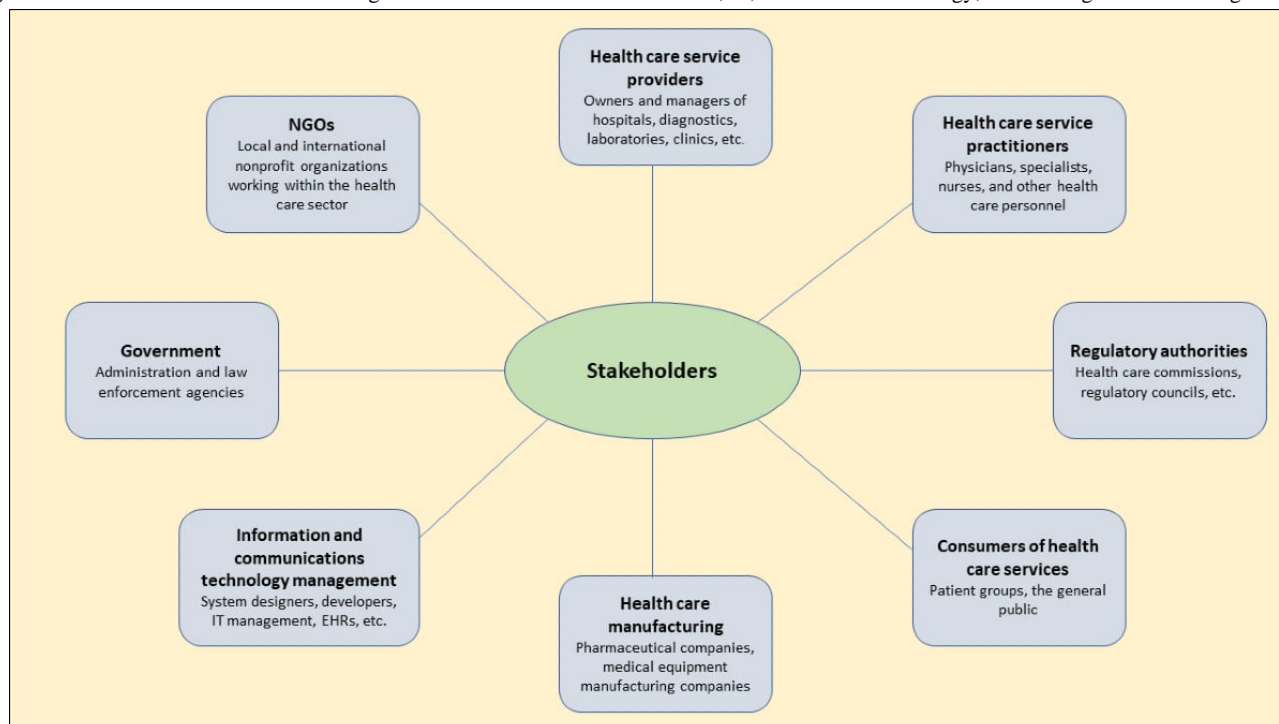 Health care service
providers
Owners and managers of
hospitals, diagnostics,
laboratories, clinics, etc.
NGOs
Local and international
nonprofit organizations
working within the health
care sector
Health care service
practitioners
Physicians, specialists,
nurses, and other health
care personnel
Government
Administration and law
enforcement agencies
Stakeholders
Regulatory authorities
Health care commissions,
regulatory councils, etc.
Information and
communications
technology management
System designers, developers,
IT management, EHRs, etc.
Health care
manufacturing
Pharmaceutical companies,
medical equipment
manufacturing companies
Consumers of health
care services
Patient groups, the general
public